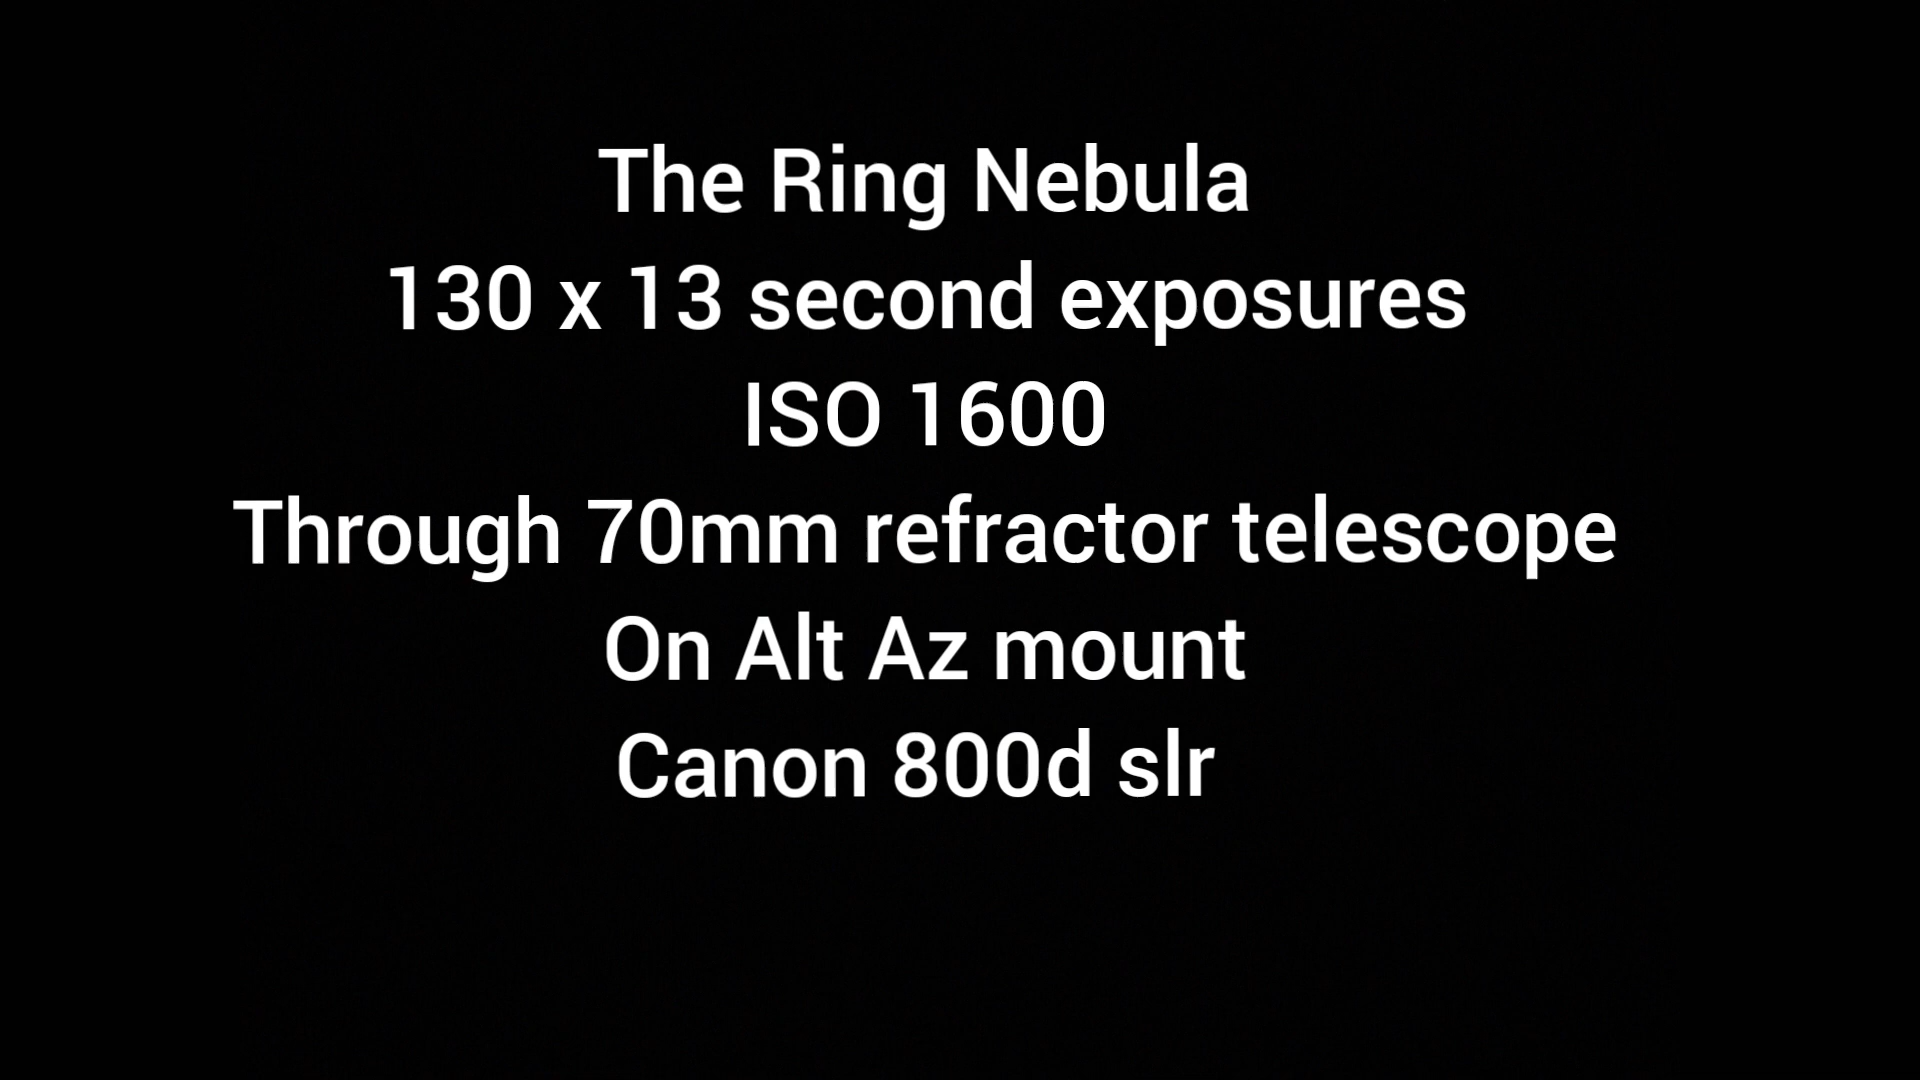 The Ring Nebula
130 x 13 second exposures
ISO 1600
Through 70mm refractor telescope
On Alt Az mount
Canon 800d slr